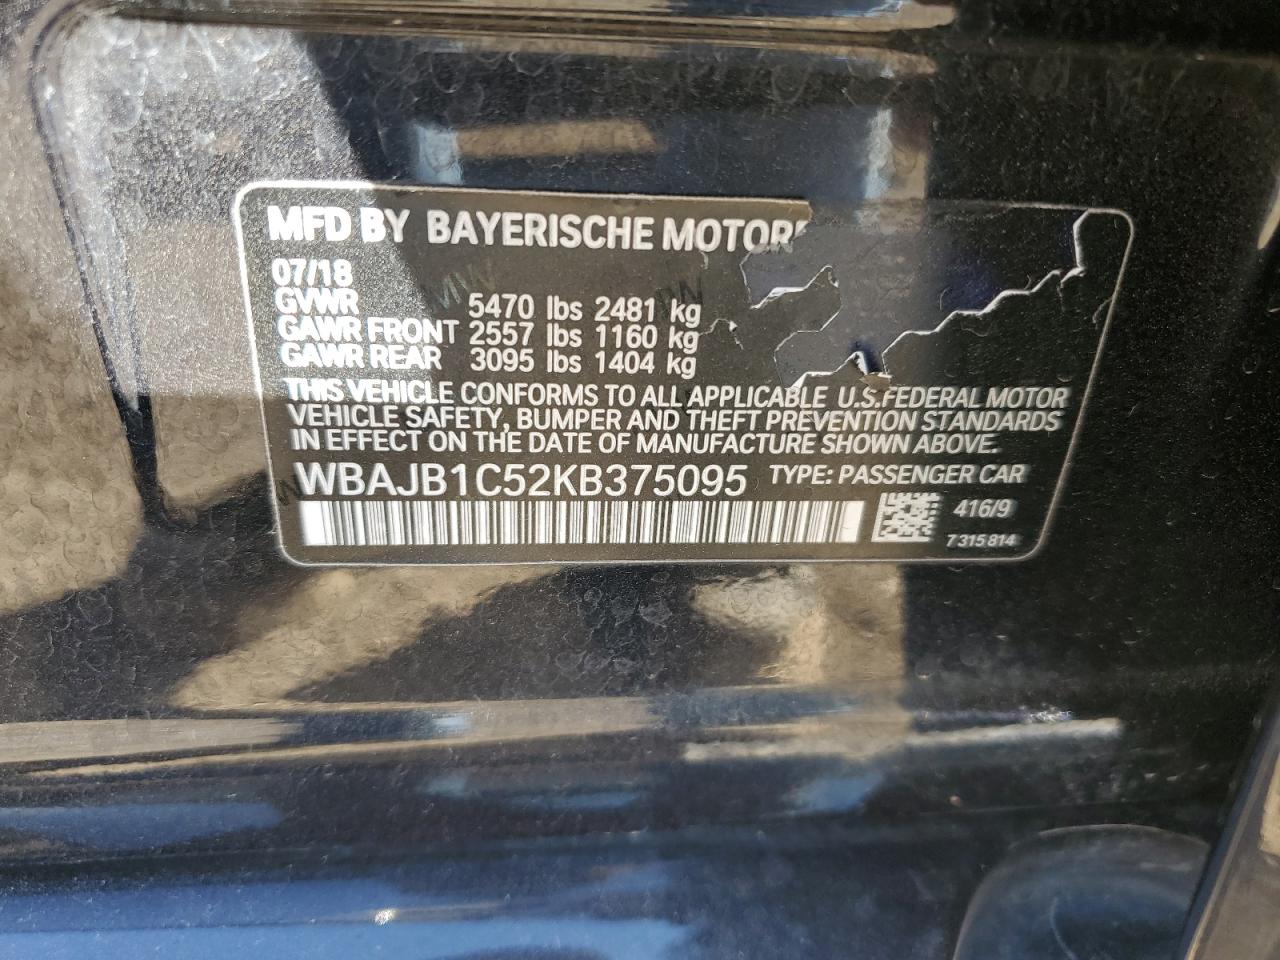 MFD BY BAYERISCHE MOTOR
07/18
GVWR 5470 lbs 2481 kg
GAWR FRONT 2557 lbs 1160 kg
GAWR REAR 3095 lbs 1404 kg
THIS VEHICLE CONFORMS TO ALL APPLICABLE U.S.FEDERAL MOTOR
VEHICLE SAFETY, BUMPER AND THEFT PREVENTION STANDARDS
IN EFFECT ON THE DATE OF MANUFACTURE SHOWN ABOVE.
WBAJB1C52KB375095 TYPE: PASSENGER CAR
416/9
7 315 814